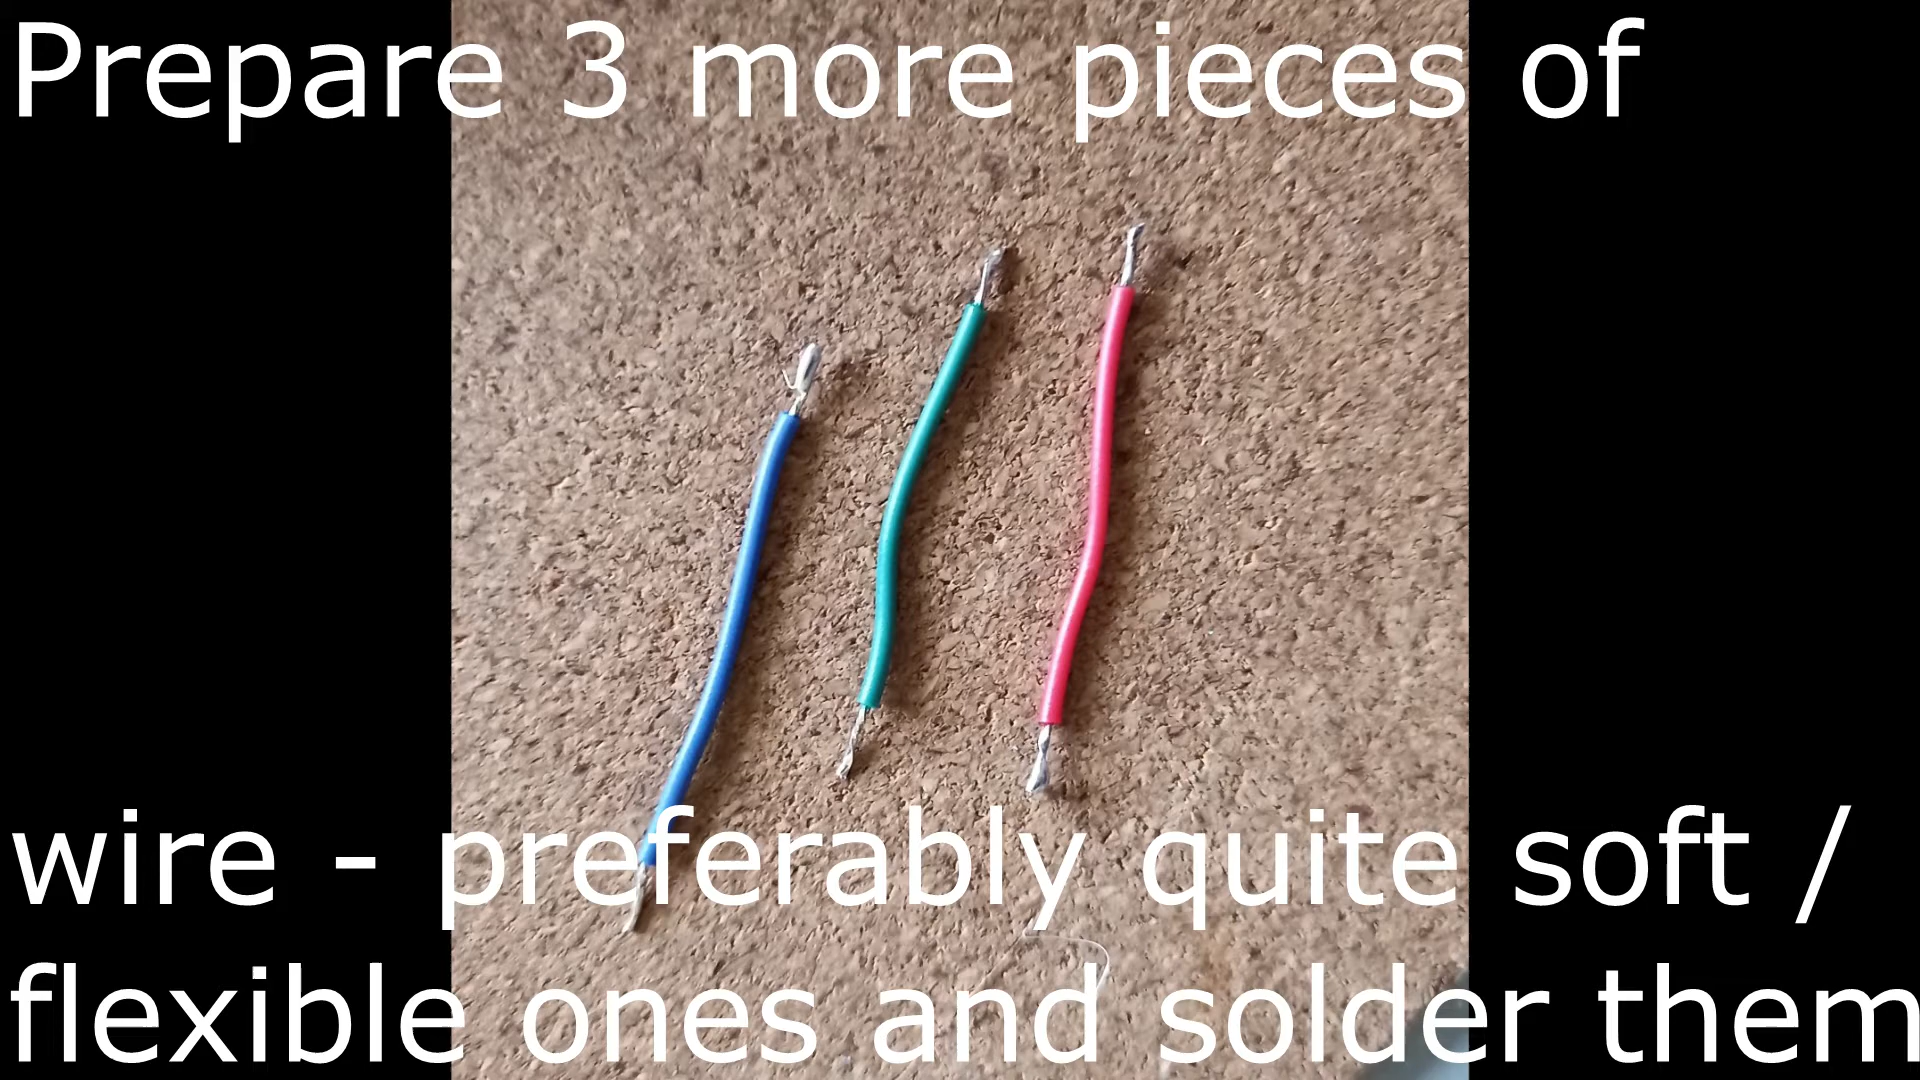 Prepare 3 more pieces of
wire - preferably quite soft /
flexible ones and solder them